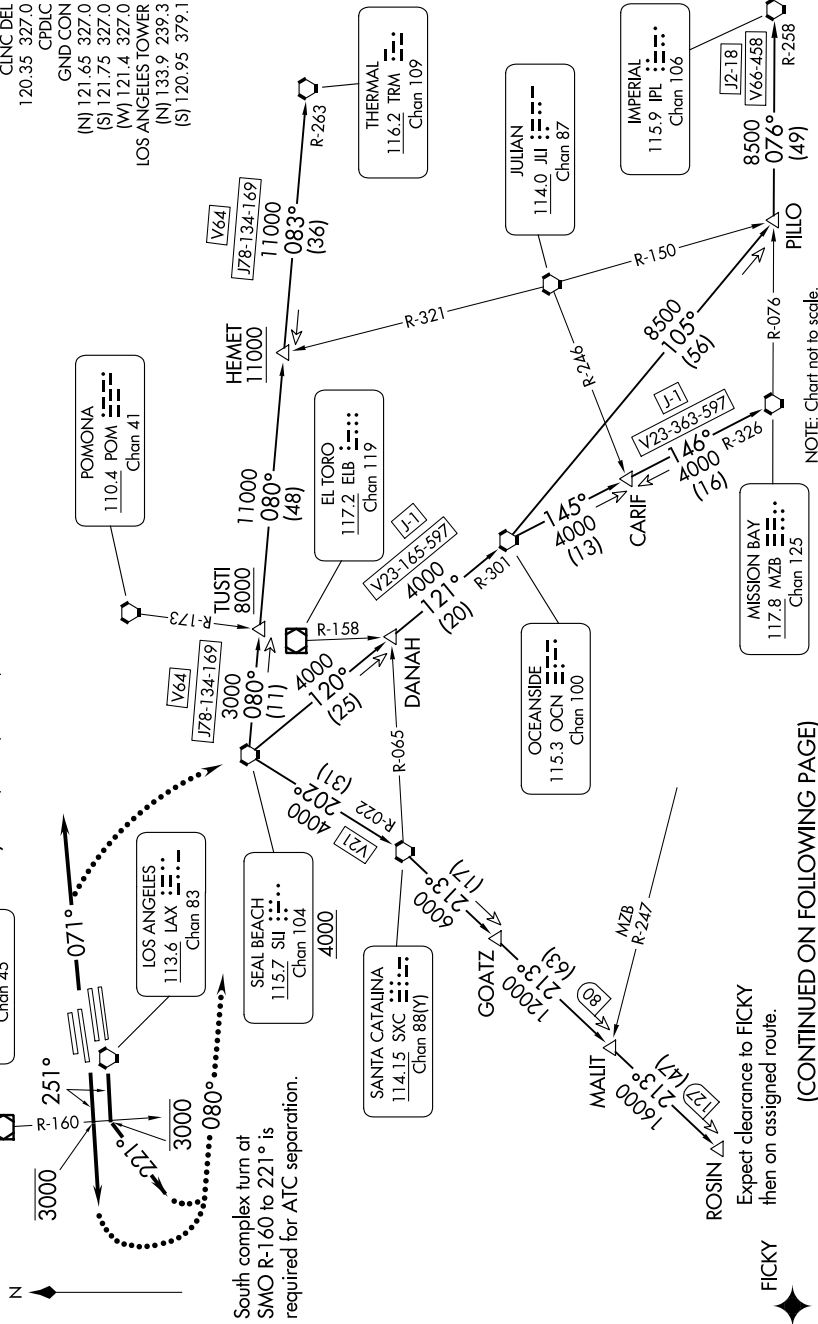 CLNC DEL
120.35 327.0
CPDLC
GND CON
(N) 121.65 327.0
(S) 121.75 327.0
(W) 121.4 327.0
LOS ANGELES TOWER
(N) 133.9 239.3
(S) 120.95 379.1
Chan 45
N
R-160
3000
251°
071°
3000
221°
080°
South complex turn at
SMO R-160 to 221° is
required for ATC separation.
LOS ANGELES
113.6 LAX
Chan 83
SEAL BEACH
115.7 SLI
Chan 104
4000
POMONA
110.4 POM
Chan 41
R-173
V64
J78-134-169
3000
080°
(11)
TUSTI
8000
11000
080°
(48)
HEMET
11000
V64
J78-134-169
11000
083°
(36)
R-263
THERMAL
116.2 TRM
Chan 109
EL TORO
117.2 ELB
Chan 119
R-158
4000
120°
(25)
DANAH
R-065
J-1
V23-165-597
4000
121°
(20)
R-301
OCEANSIDE
115.3 OCN
Chan 100
145°
4000
(13)
CARIF
J-1
V23-363-597
146°
R-326
4000
(16)
MISSION BAY
117.8 MZB
Chan 125
JULIAN
114.0 JLI
Chan 87
R-321
R-246
R-150
8500
105°
(56)
R-076
PILLO
8500
076°
(49)
J2-18
V66-458
R-258
IMPERIAL
115.9 IPL
Chan 106
4000
202°
(31)
R-022
V21
SANTA CATALINA
114.15 SXC
Chan 88(Y)
6000
213°
(17)
GOATZ
12000
213°
(63)
80
MALIT
MZB
R-247
16000
213°
(47)
127
ROSIN
Expect clearance to FICKY
then on assigned route.
FICKY
NOTE: Chart not to scale.
(CONTINUED ON FOLLOWING PAGE)